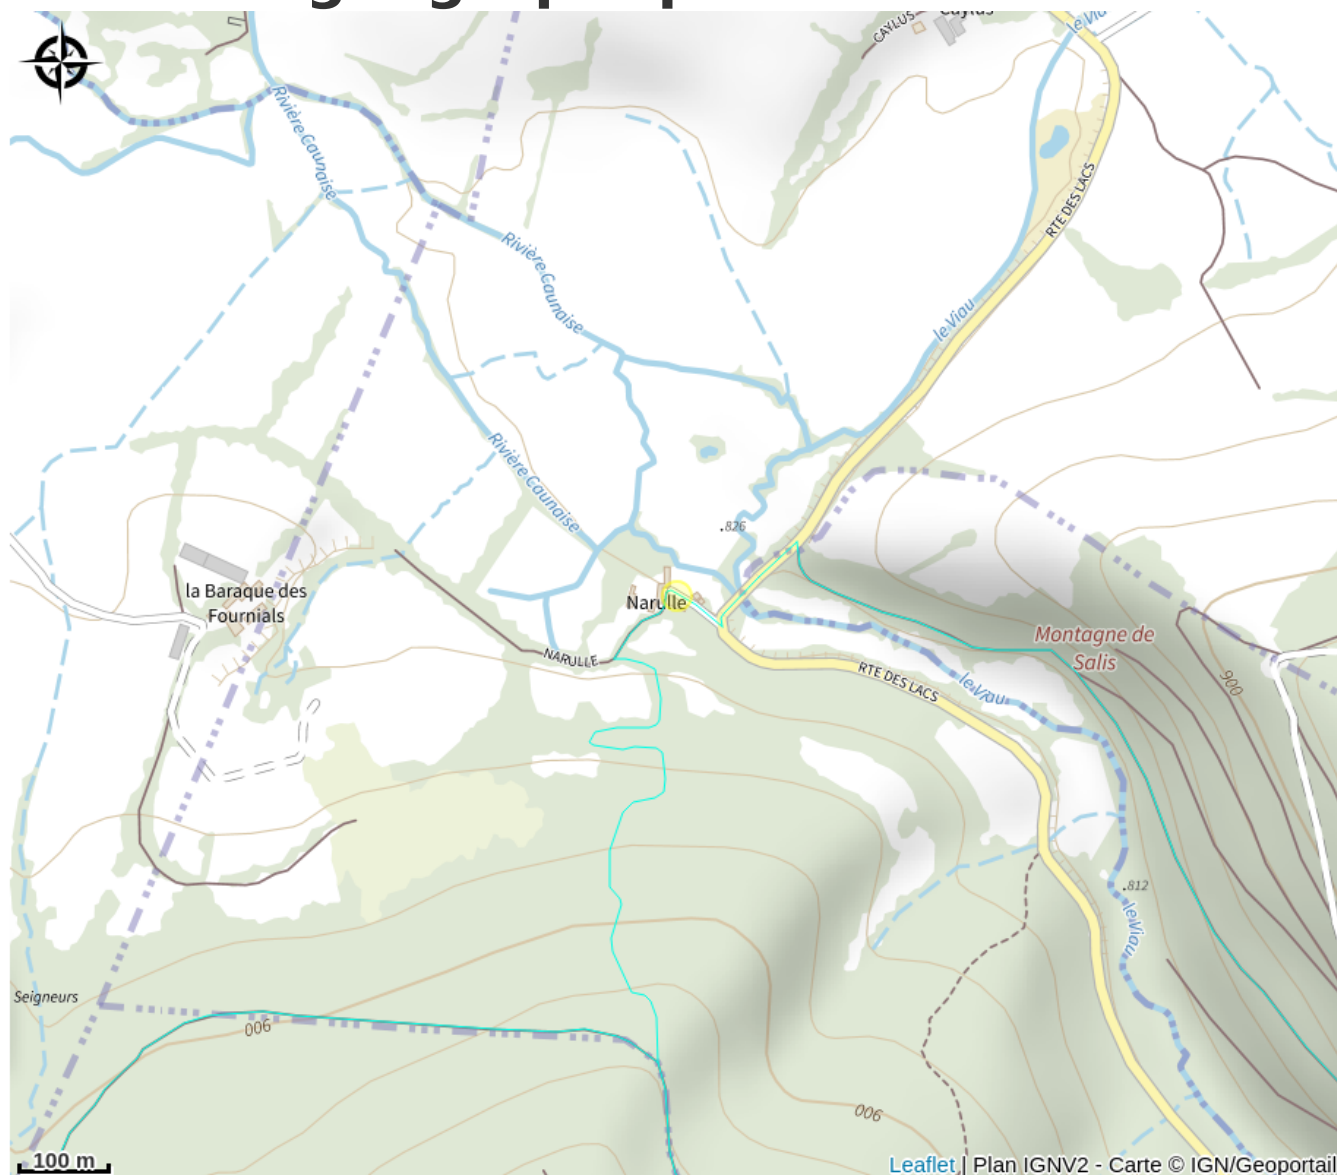 CAYLUS
Caylus
le Viau
Rivière Caunaise
RTE DES LACS
Rivière Caunaise
le Viau
Rivière Caunaise
.826
la Baraque des
Fournials
Narulle
Montagne de
Salis
NARULLE
RTE DES LACS
le Viau
900
.812
le Viau
Seigneurs
900
900
100 m
Leaflet | Plan IGNV2 - Carte © IGN/Geoportail